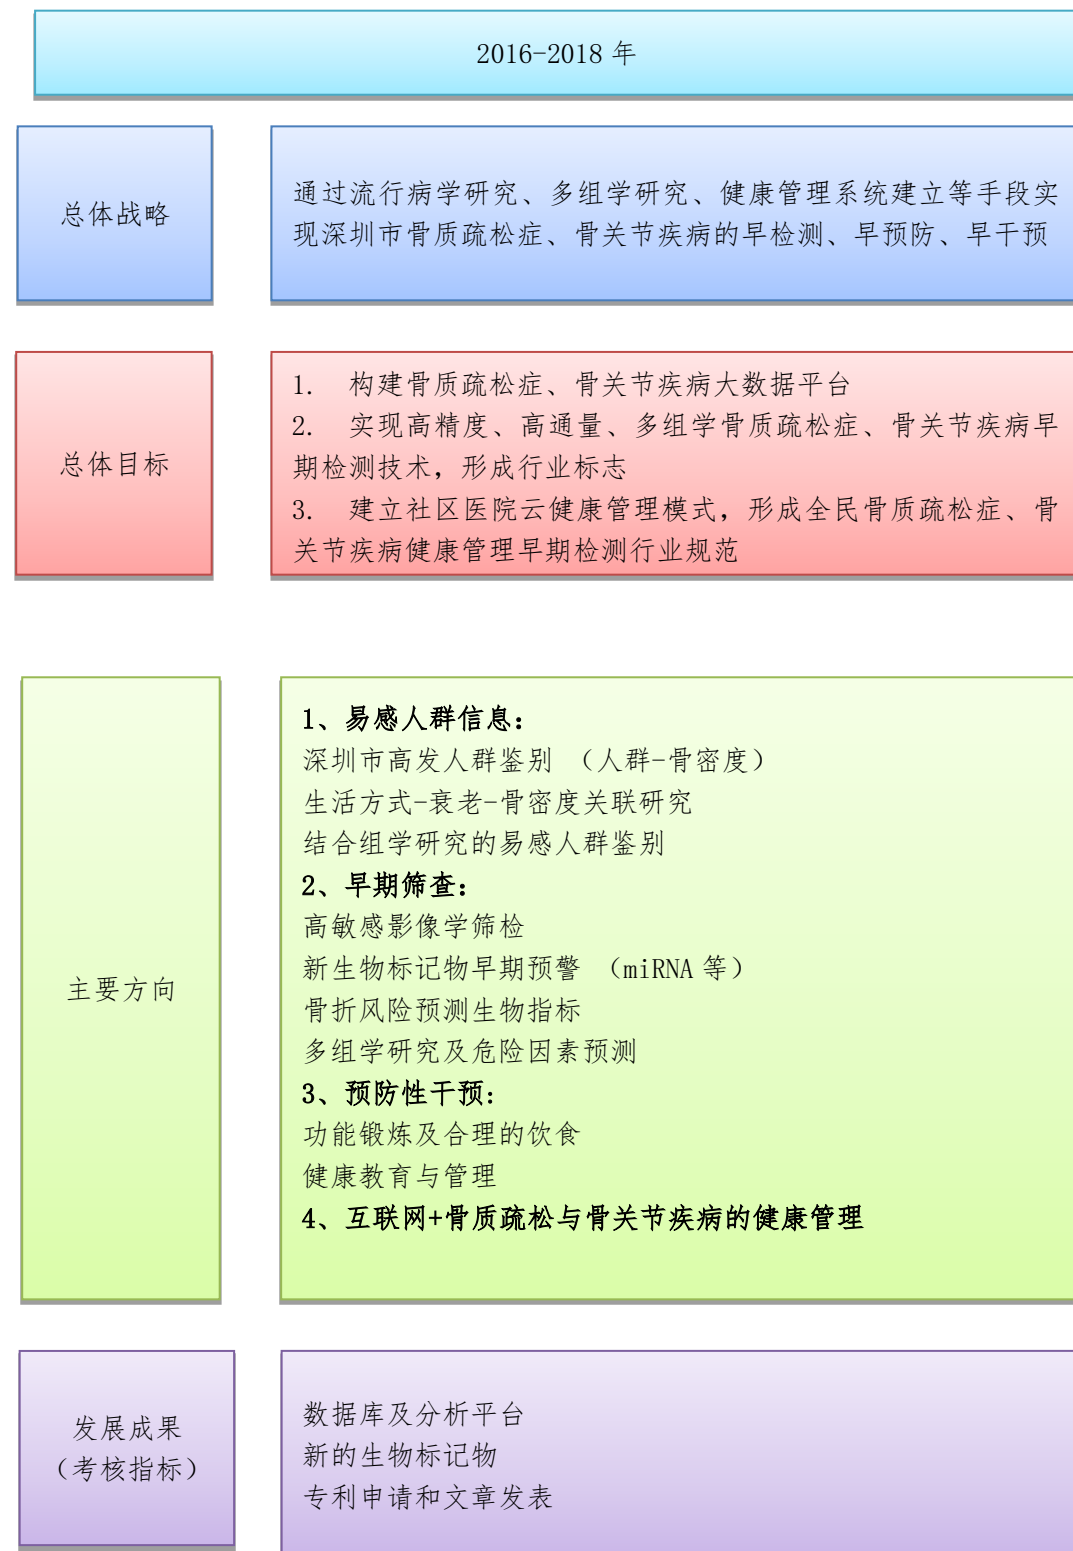 2016-2018 年
总体战略
通过流行病学研究、多组学研究、健康管理系统建立等手段实
现深圳市骨质疏松症、骨关节疾病的早检测、早预防、早干预
总体目标
1. 构建骨质疏松症、骨关节疾病大数据平台
2. 实现高精度、高通量、多组学骨质疏松症、骨关节疾病早
期检测技术，形成行业标志
3. 建立社区医院云健康管理模式，形成全民骨质疏松症、骨
关节疾病健康管理早期检测行业规范
主要方向
1、易感人群信息：
深圳市高发人群鉴别 （人群-骨密度）
生活方式-衰老-骨密度关联研究
结合组学研究的易感人群鉴别
2、早期筛查：
高敏感影像学筛检
新生物标记物早期预警 （miRNA 等）
骨折风险预测生物指标
多组学研究及危险因素预测
3、预防性干预：
功能锻炼及合理的饮食
健康教育与管理
4、互联网+骨质疏松与骨关节疾病的健康管理
发展成果
（考核指标）
数据库及分析平台
新的生物标记物
专利申请和文章发表